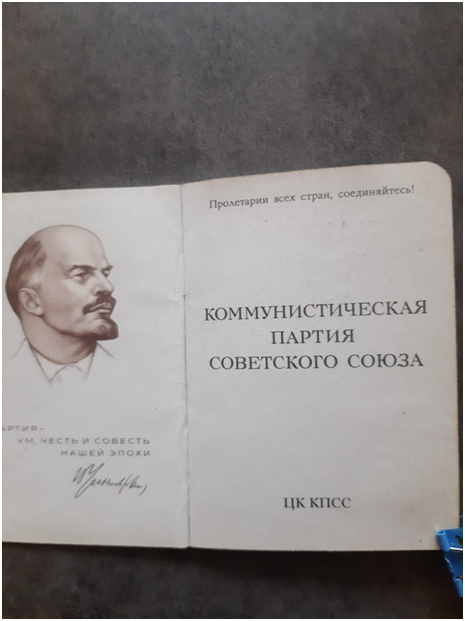 ПАРТИЯ—
УМ, ЧЕСТЬ И СОВЕСТЬ
НАШЕЙ ЭПОХИ
Пролетарии всех стран, соединяйтесь!
КОММУНИСТИЧЕСКАЯ
ПАРТИЯ
СОВЕТСКОГО СОЮЗА
ЦК КПСС